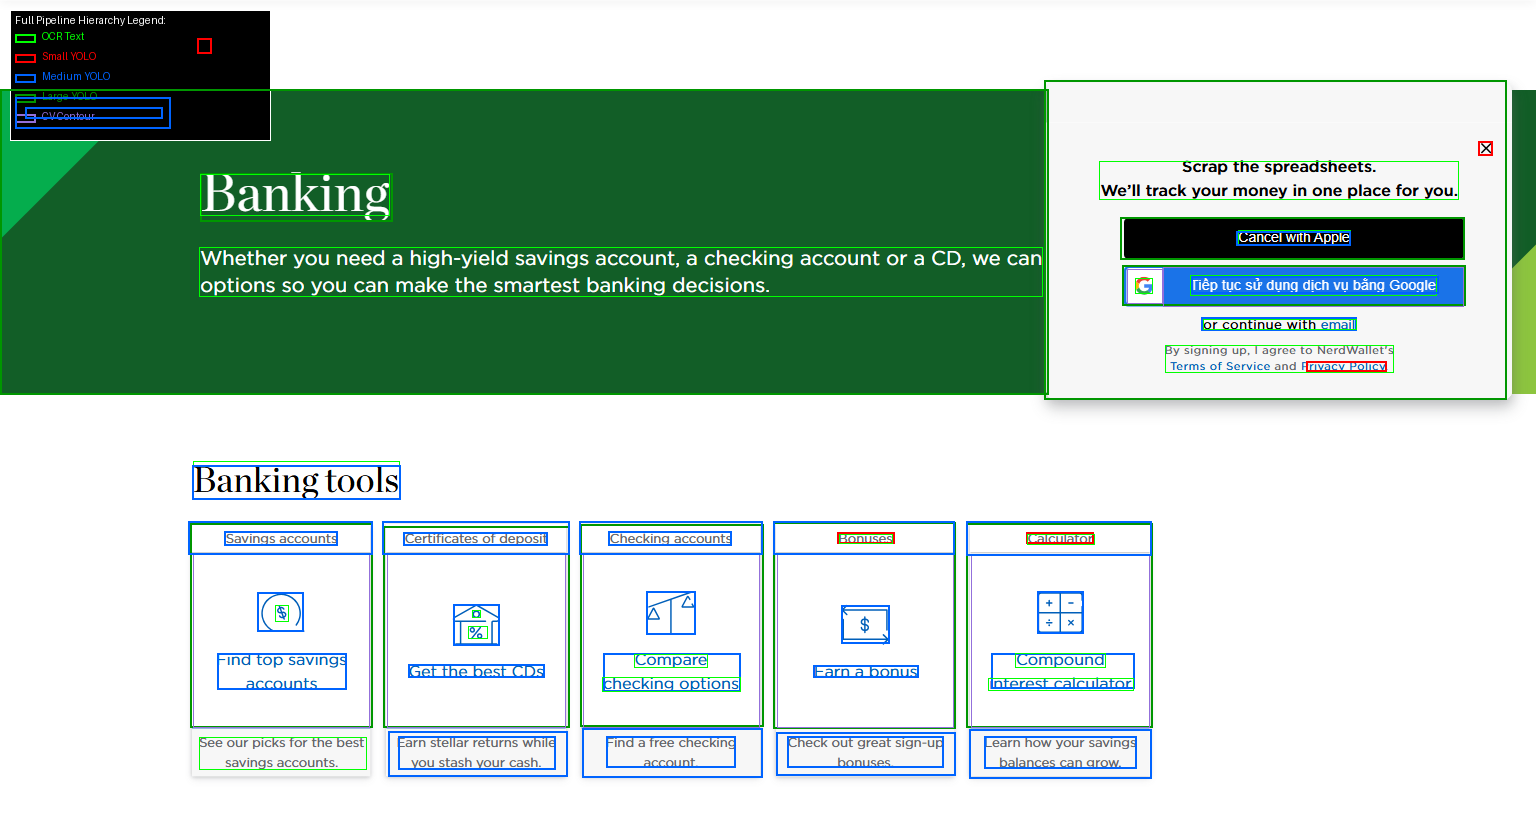 Full Pipeline Hierarchy Legend:
OCR Text
Small YOLO
Medium YOLO
Large YOLO
CV Contour
Banking
Whether you need a high-yield savings account, a checking account or a CD, we can
options so you can make the smartest banking decisions.
Scrap the spreadsheets.
We’ll track your money in one place for you.
Cancel with Apple
Tiếp tục sử dụng dịch vụ bằng Google
or continue with email
By signing up, I agree to NerdWallet's
Terms of Service and Privacy Policy
Banking tools
Savings accounts
$
Find top savings
accounts
See our picks for the best
savings accounts.
Certificates of deposit
%
Get the best CDs
Earn stellar returns while
you stash your cash.
Checking accounts
Compare
checking options
Find a free checking
account.
Bonuses
$
Earn a bonus
Check out great sign-up
bonuses.
Calculator
+ −
÷ ×
Compound
interest calculator
Learn how your savings
balances can grow.